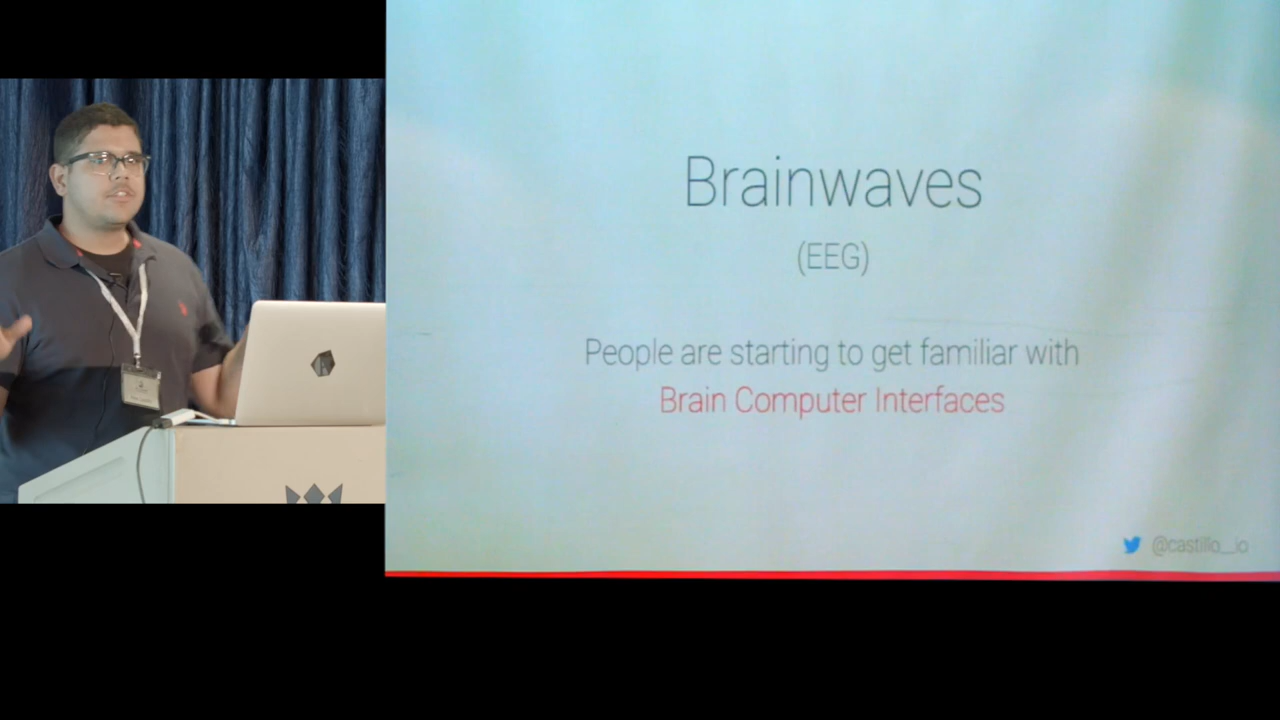 Brainwaves
(EEG)
People are starting to get familiar with
Brain Computer Interfaces
@castillo__io